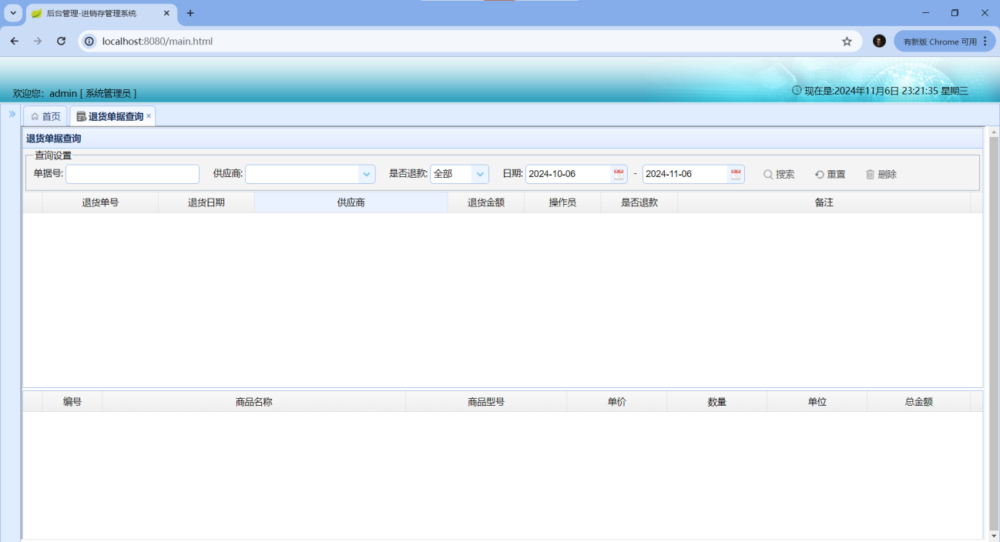 后台管理-进销存管理系统
localhost:8080/main.html
有新版 Chrome 可用
欢迎您：admin [ 系统管理员 ]
现在是:2024年11月6日 23:21:35 星期三
首页 退货单据查询
退货单据查询
查询设置
单据号: 供应商: 是否退款: 全部 日期: 2024-10-06 - 2024-11-06 搜索 重置 删除
退货单号 退货日期 供应商 退货金额 操作员 是否退款 备注
编号 商品名称 商品型号 单价 数量 单位 总金额